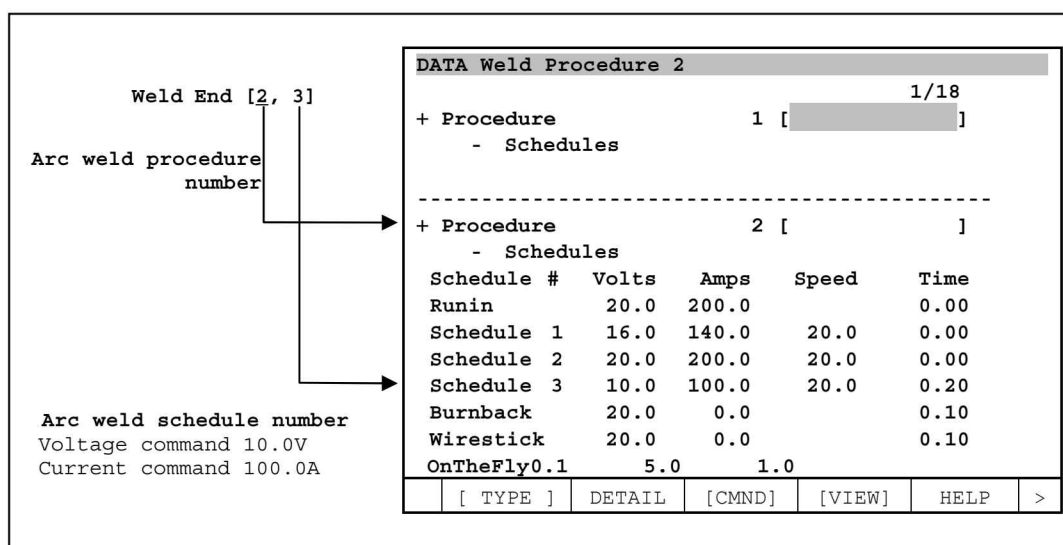 Weld End [2, 3]
Arc weld procedure
number
Arc weld schedule number
Voltage command 10.0V
Current command 100.0A
DATA Weld Procedure 2
1/18
+ Procedure 1 [ ]
- Schedules
----------------------------------------------
+ Procedure 2 [ ]
- Schedules
Schedule # Volts Amps Speed Time
Runin 20.0 200.0 0.00
Schedule 1 16.0 140.0 20.0 0.00
Schedule 2 20.0 200.0 20.0 0.00
Schedule 3 10.0 100.0 20.0 0.20
Burnback 20.0 0.0 0.10
Wirestick 20.0 0.0 0.10
OnTheFly0.1 5.0 1.0
[ TYPE ] DETAIL [CMND] [VIEW] HELP >